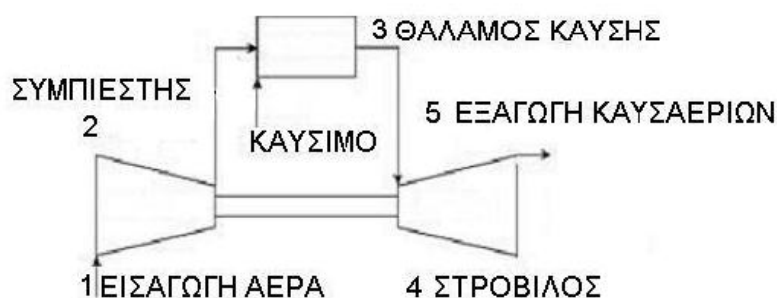 3 ΘΑΛΑΜΟΣ ΚΑΥΣΗΣ
ΣΥΜΠΙΕΣΤΗΣ
2
5 ΕΞΑΓΩΓΗ ΚΑΥΣΑΕΡΙΩΝ
ΚΑΥΣΙΜΟ
1 ΕΙΣΑΓΩΓΗ ΑΕΡΑ
4 ΣΤΡΟΒΙΛΟΣ